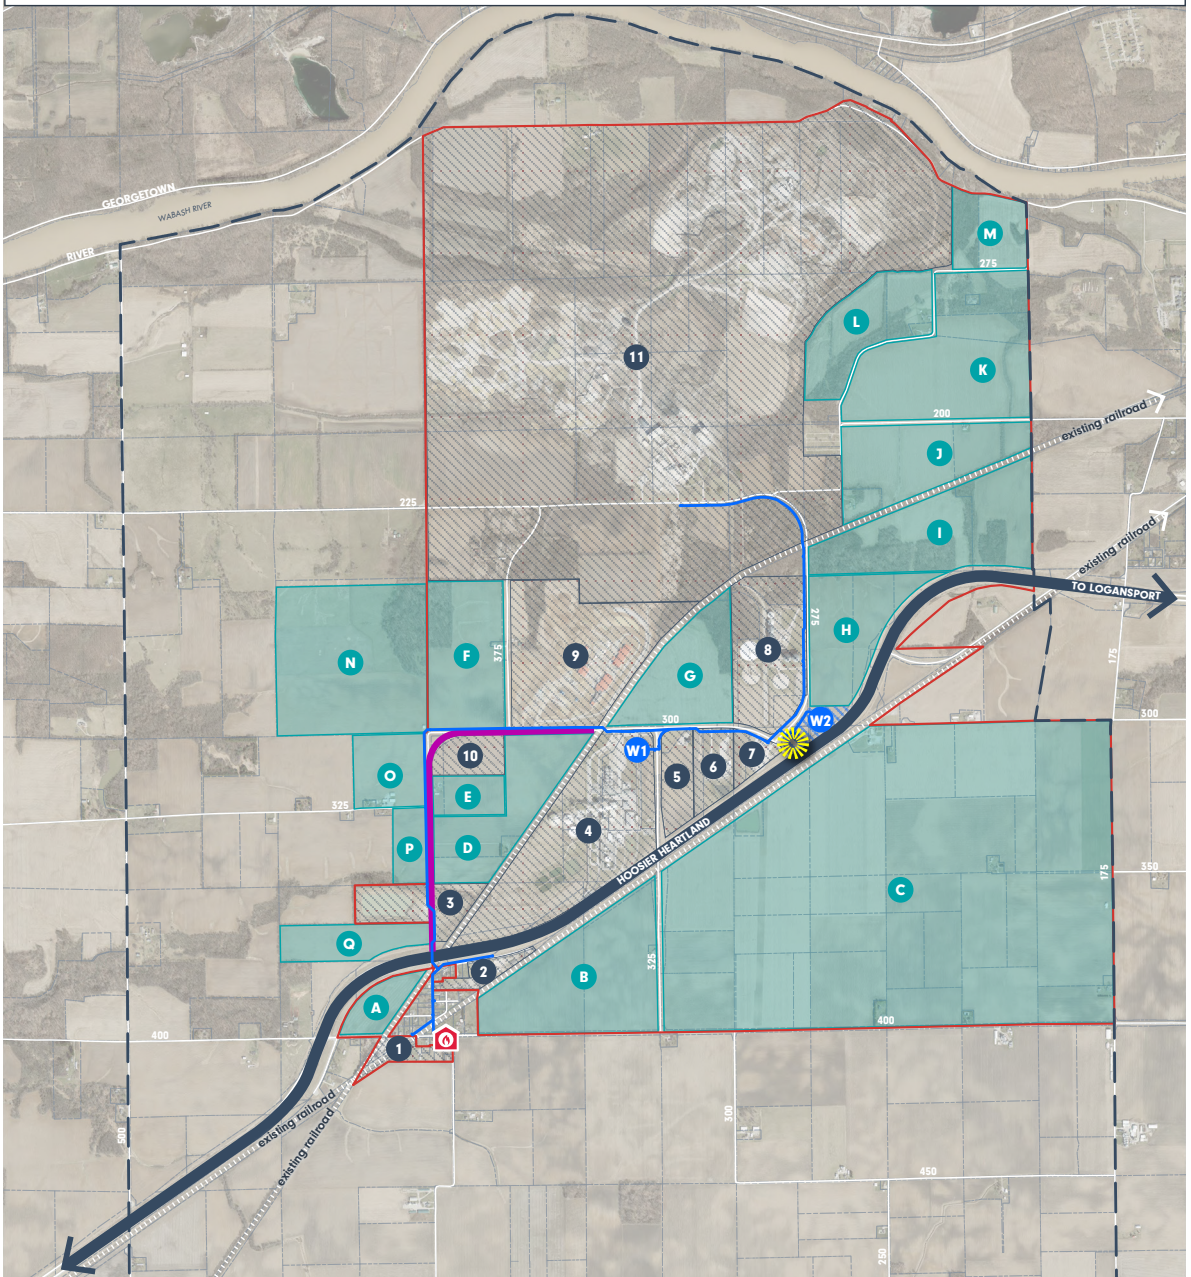 GEORGETOWN
WABASH RIVER
RIVER
M
275
L
11
K
200
existing railroad
J
225
I
existing railroad
TO LOGANSPORT
275
H
N
F
375
9
8
G
175
300
300
W2
W1
10
O
5
6
7
E
325
4
P
D
HOOSIER HEARTLAND
350
175
3
C
Q
2
325
B
A
400
400
1
existing railroad
existing railroad
300
500
450
250